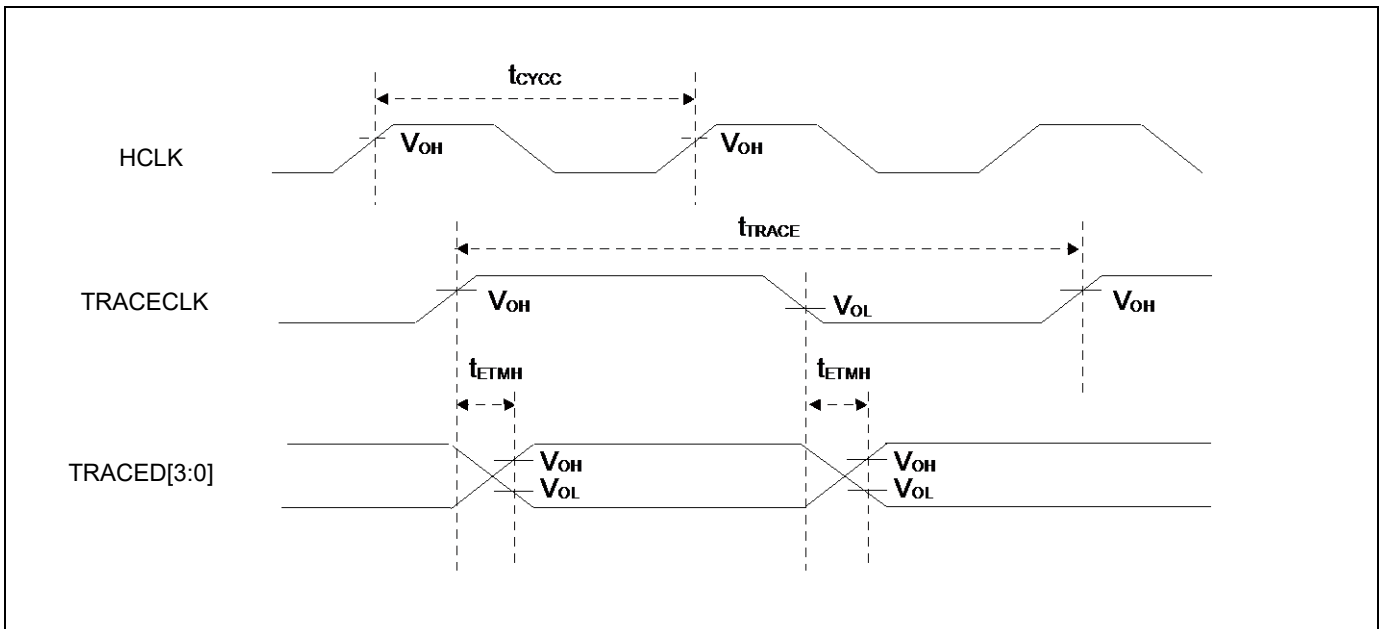 tCYCC
HCLK
VOH
VOH
tTRACE
TRACECLK
VOH
VOL
VOH
tETMH
tETMH
TRACED[3:0]
VOH
VOH
VOL
VOL